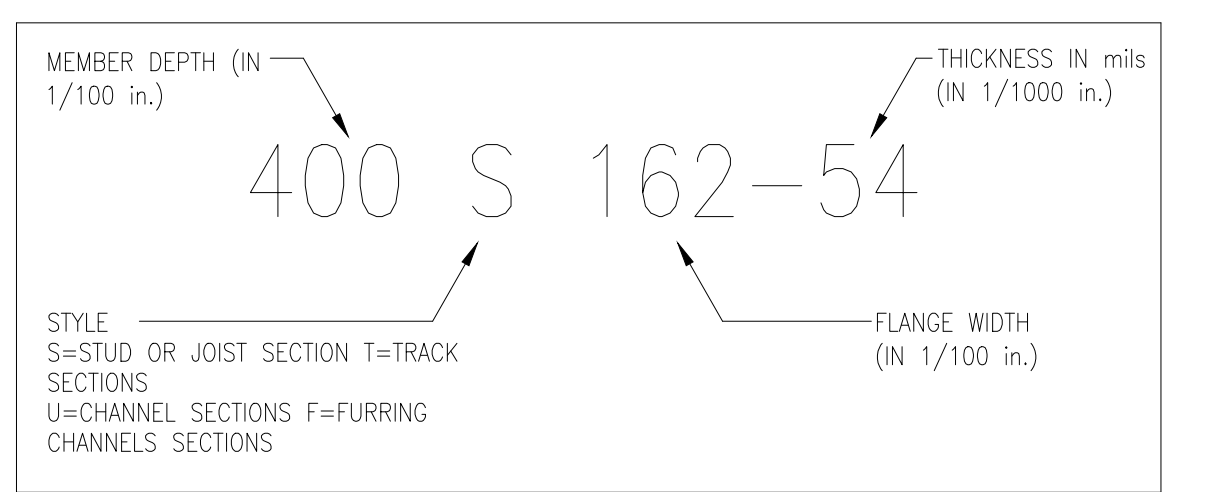 MEMBER DEPTH (IN
1/100 in.)
THICKNESS IN mils
(IN 1/1000 in.)
400 S 162-54
STYLE
S=STUD OR JOIST SECTION T=TRACK
SECTIONS
U=CHANNEL SECTIONS F=FURRING
CHANNELS SECTIONS
FLANGE WIDTH
(IN 1/100 in.)